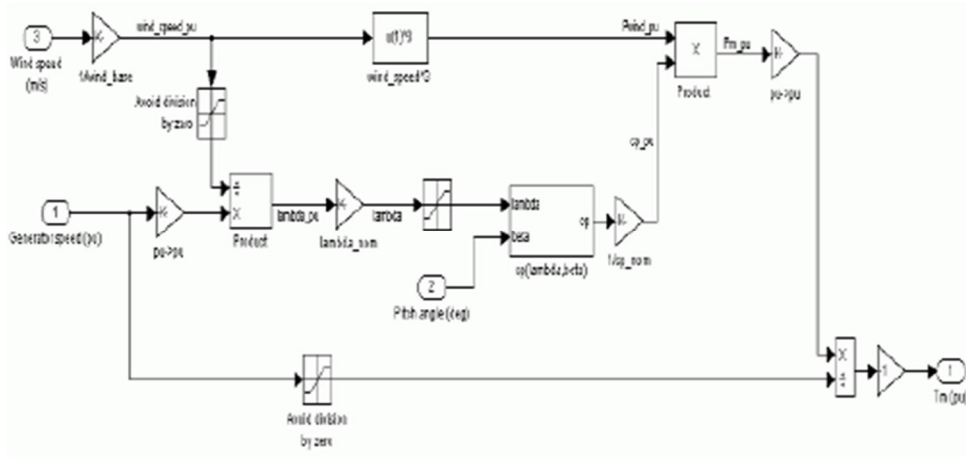 3
Wind speed
(m/s)
1/wind_base
wind_speed_pu
u(1)^3
wind_speed^3
Pwind_pu
X
Product
Pm_pu
pu->pu
Avoid division
by zero
cp_pu
1
Generator speed (pu)
pu->pu
÷
X
Product
lambda_pu
lambda_nom
lambda
lambda
beta
cp
cp(lambda,beta)
1/cp_nom
2
Pitch angle (deg)
Avoid division
by zero
X
÷
-1
1
Tm (pu)